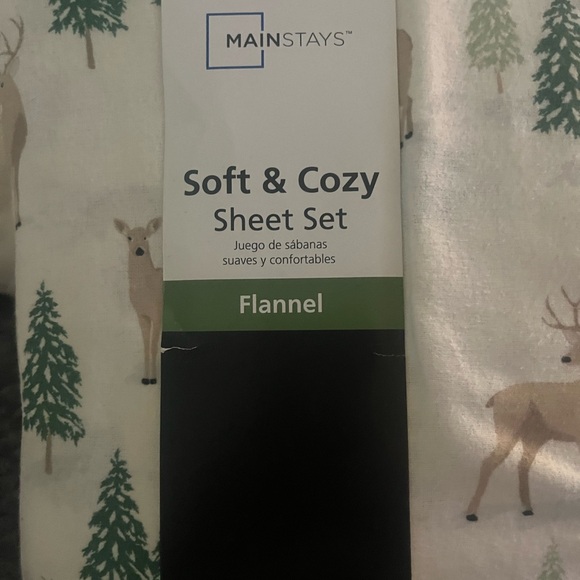 MAINSTAYS™
Soft & Cozy
Sheet Set
Juego de sábanas
suaves y confortables
Flannel